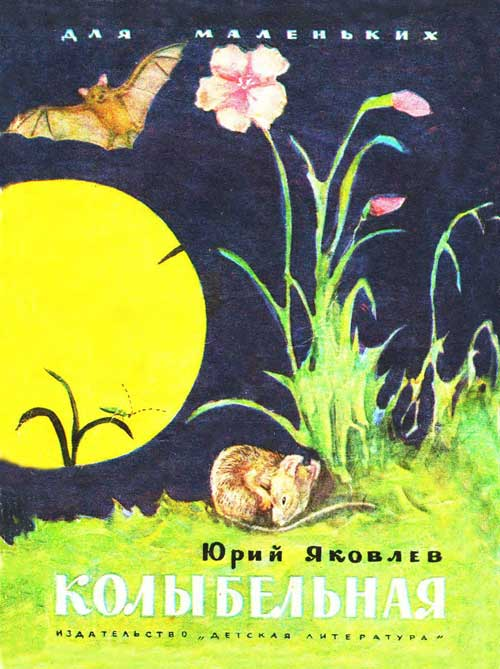 ДЛЯ МАЛЕНЬКИХ
ЮРИЙ ЯКОВЛЕВ
КОЛЫБЕЛЬНАЯ
ИЗДАТЕЛЬСТВО „ДЕТСКАЯ ЛИТЕРАТУРА"